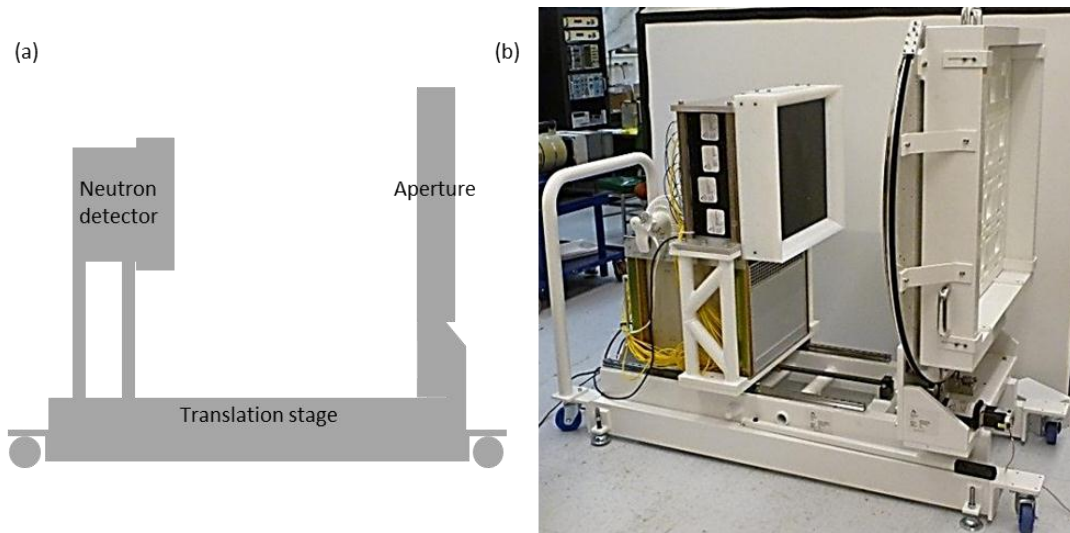 (a)
(b)
Neutron
detector
Aperture
Translation stage